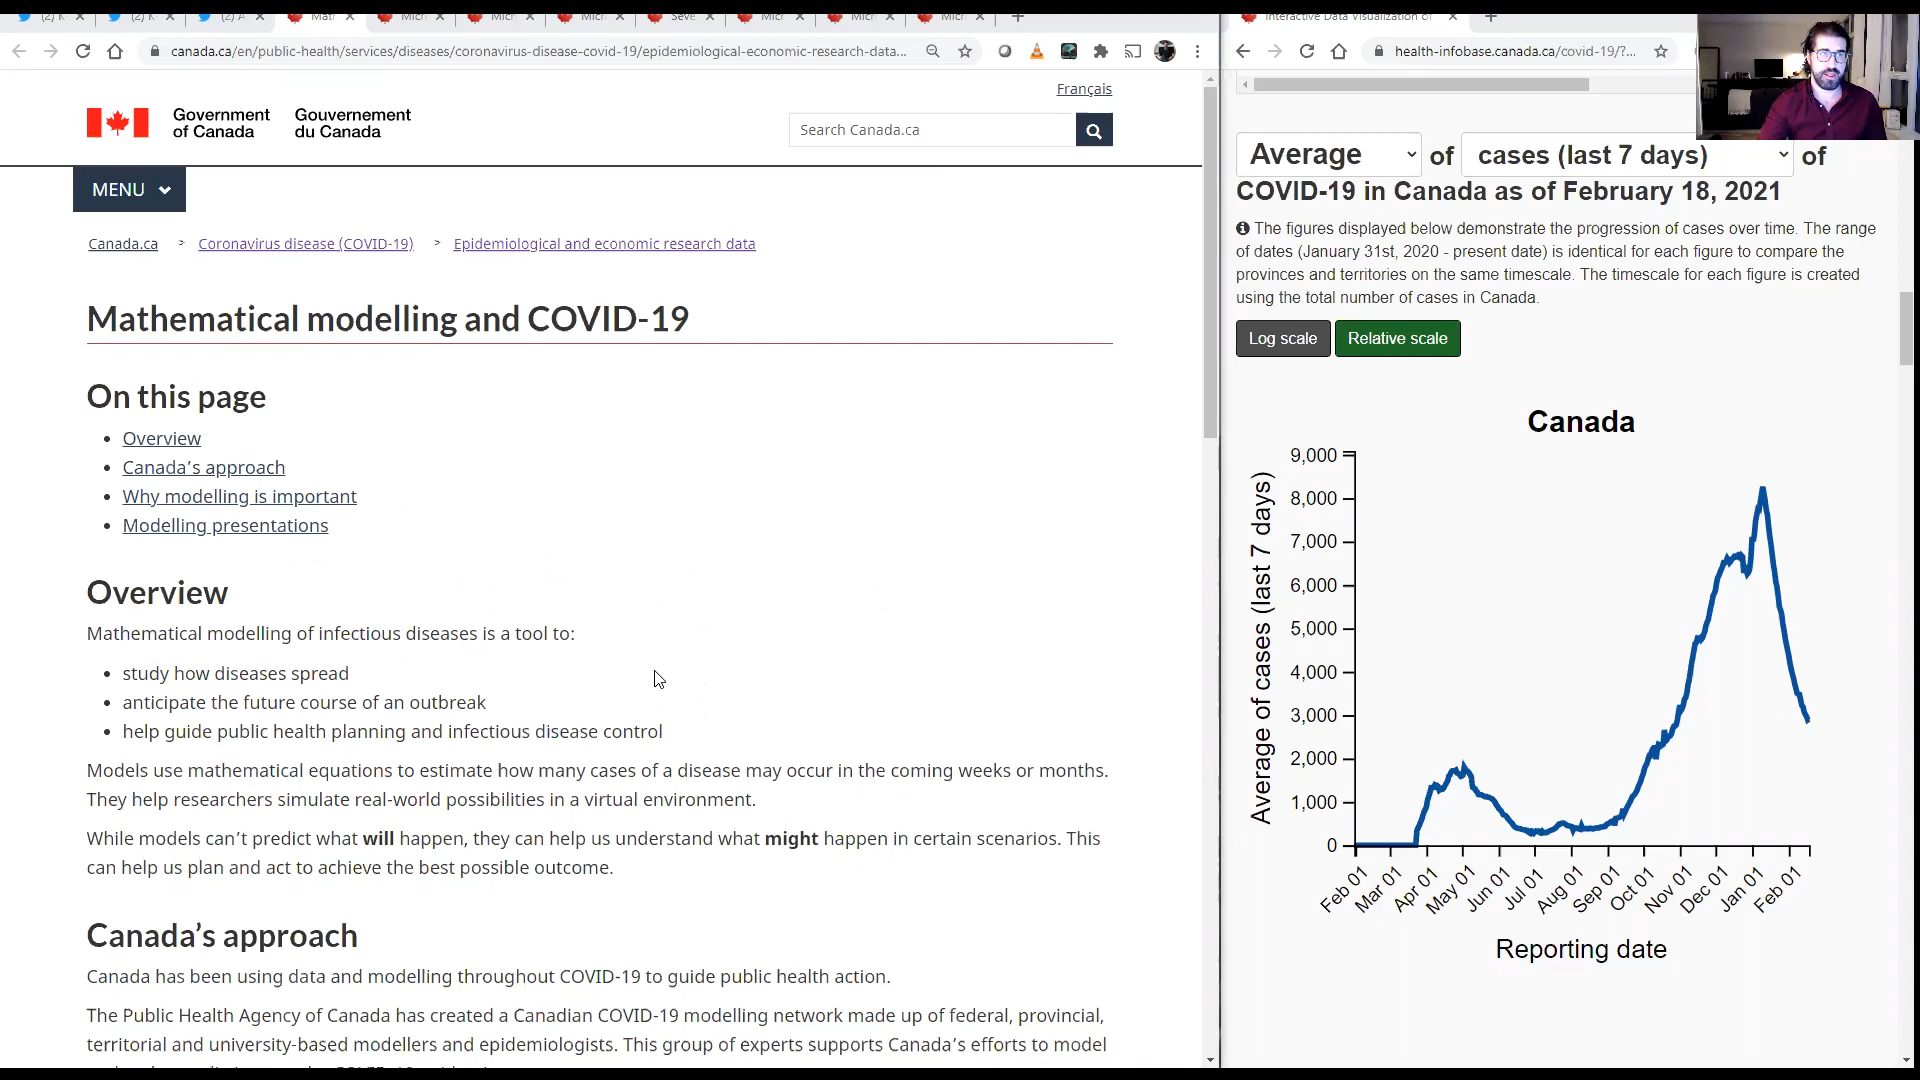 (2) K
(2) K
(2) A
Math
Mich
Mich
Mich
Seve
Mich
Mich
Mich
Interactive Data Visualization of
canada.ca/en/public-health/services/diseases/coronavirus-disease-covid-19/epidemiological-economic-research-data...
health-infobase.canada.ca/covid-19/?...
Français
Government of Canada
Gouvernement du Canada
Search Canada.ca
MENU
Canada.ca > Coronavirus disease (COVID-19) > Epidemiological and economic research data
Mathematical modelling and COVID-19
On this page
• Overview
• Canada's approach
• Why modelling is important
• Modelling presentations
Overview
Mathematical modelling of infectious diseases is a tool to:
• study how diseases spread
• anticipate the future course of an outbreak
• help guide public health planning and infectious disease control
Models use mathematical equations to estimate how many cases of a disease may occur in the coming weeks or months.
They help researchers simulate real-world possibilities in a virtual environment.
While models can't predict what will happen, they can help us understand what might happen in certain scenarios. This
can help us plan and act to achieve the best possible outcome.
Canada's approach
Canada has been using data and modelling throughout COVID-19 to guide public health action.
The Public Health Agency of Canada has created a Canadian COVID-19 modelling network made up of federal, provincial,
territorial and university-based modellers and epidemiologists. This group of experts supports Canada's efforts to model
Average of cases (last 7 days) of
COVID-19 in Canada as of February 18, 2021
The figures displayed below demonstrate the progression of cases over time. The range
of dates (January 31st, 2020 - present date) is identical for each figure to compare the
provinces and territories on the same timescale. The timescale for each figure is created
using the total number of cases in Canada.
Log scale
Relative scale
Canada
Average of cases (last 7 days)
9,000
8,000
7,000
6,000
5,000
4,000
3,000
2,000
1,000
0
Feb 01
Mar 01
Apr 01
May 01
Jun 01
Jul 01
Aug 01
Sep 01
Oct 01
Nov 01
Dec 01
Jan 01
Feb 01
Reporting date